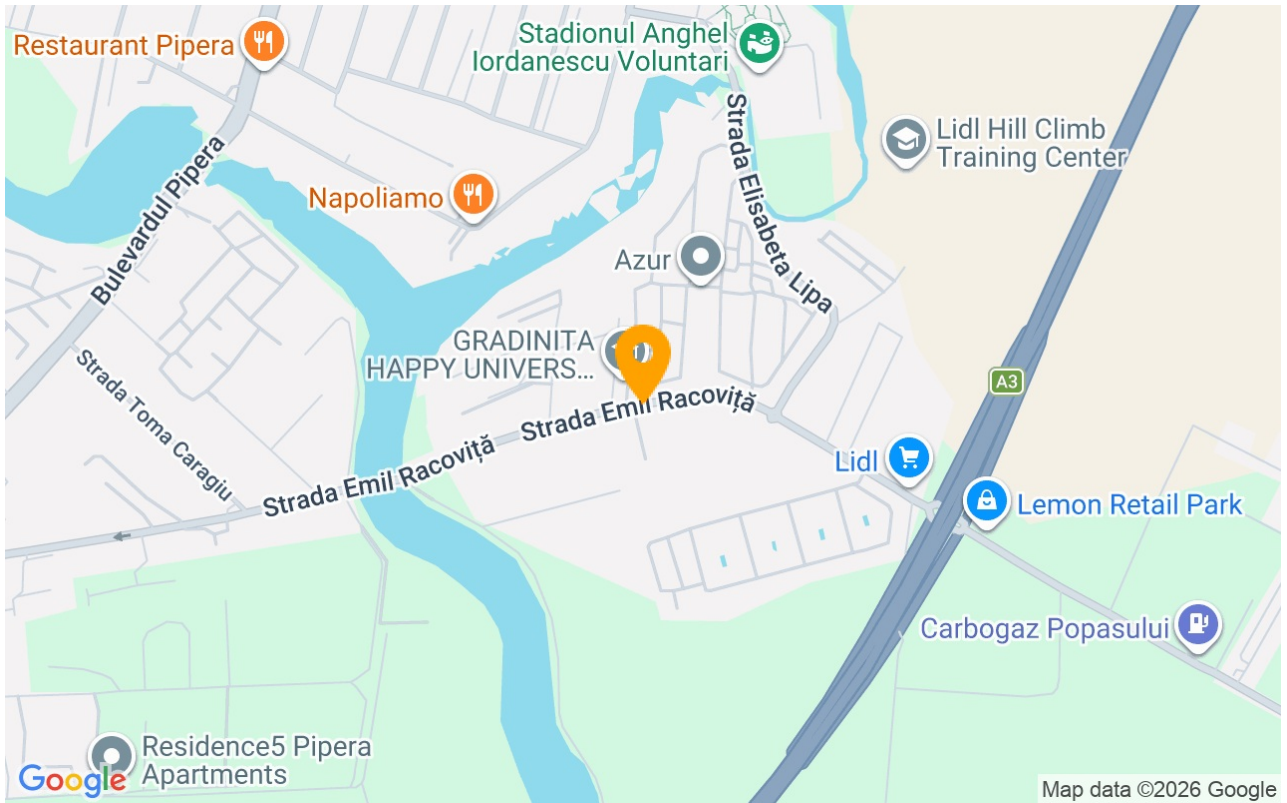 Restaurant Pipera
Stadionul Anghel
Iordanescu Voluntari
Lidl Hill Climb
Training Center
Strada Elisabeta Lipa
Bulevardul Pipera
Napoliamo
Azur
GRADINITA
HAPPY UNIVERS...
A3
Strada Toma Caragiu
Strada Emil Racoviță
Strada Emil Racoviță
Lidl
Lemon Retail Park
Carbogaz Popasului
Residence5 Pipera
Apartments
Google
Map data ©2026 Google